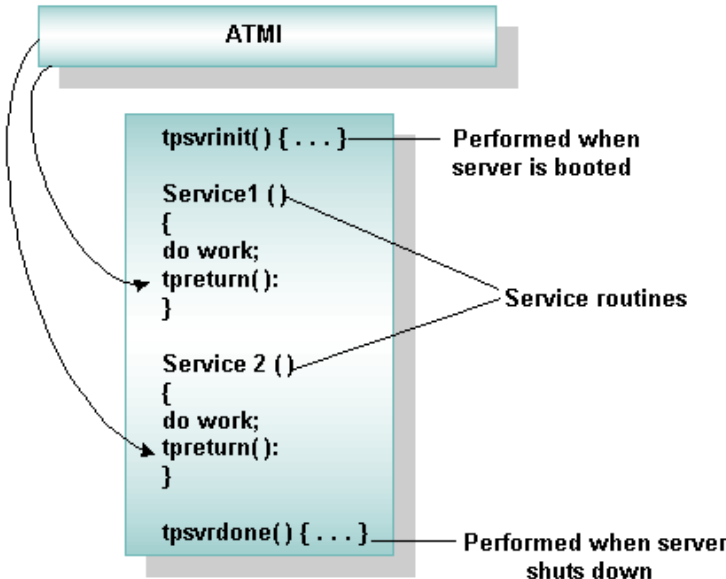 ATMI
tpsvrinit() { . . . }
Performed when
server is booted
Service1 ()
{
do work;
tpreturn():
}
Service routines
Service 2 ()
{
do work;
tpreturn():
}
tpsvrdone() { . . . }
Performed when server
shuts down